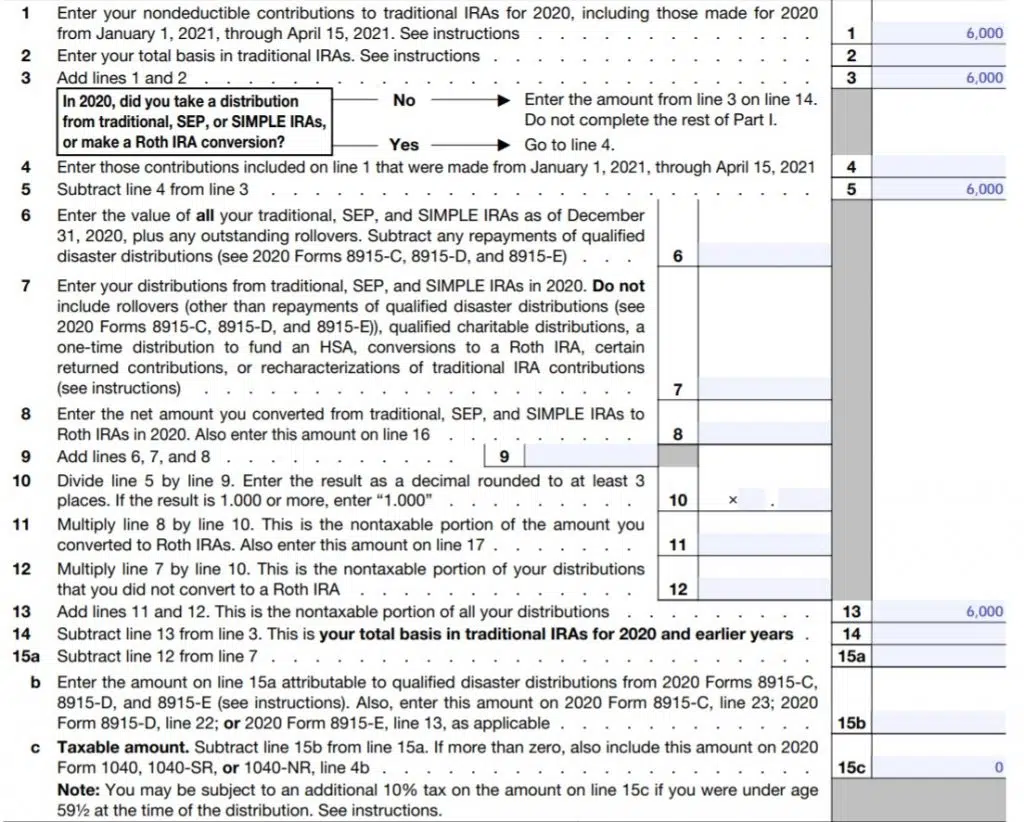 1 Enter your nondeductible contributions to traditional IRAs for 2020, including those made for 2020
from January 1, 2021, through April 15, 2021. See instructions . . . . . . . . . . . . . 1 6,000
2 Enter your total basis in traditional IRAs. See instructions . . . . . . . . . . . . . . 2
3 Add lines 1 and 2 . . . . . . . . . . . . . . . . . . . . . . . . . . 3 6,000
In 2020, did you take a distribution
from traditional, SEP, or SIMPLE IRAs,
or make a Roth IRA conversion?
No Enter the amount from line 3 on line 14.
Do not complete the rest of Part I.
Yes Go to line 4.
4 Enter those contributions included on line 1 that were made from January 1, 2021, through April 15, 2021 4
5 Subtract line 4 from line 3 . . . . . . . . . . . . . . . . . . . . . . . 5 6,000
6 Enter the value of all your traditional, SEP, and SIMPLE IRAs as of December
31, 2020, plus any outstanding rollovers. Subtract any repayments of qualified
disaster distributions (see 2020 Forms 8915-C, 8915-D, and 8915-E) . . . 6
7 Enter your distributions from traditional, SEP, and SIMPLE IRAs in 2020. Do not
include rollovers (other than repayments of qualified disaster distributions (see
2020 Forms 8915-C, 8915-D, and 8915-E)), qualified charitable distributions, a
one-time distribution to fund an HSA, conversions to a Roth IRA, certain
returned contributions, or recharacterizations of traditional IRA contributions
(see instructions) . . . . . . . . . . . . . . . . . . 7
8 Enter the net amount you converted from traditional, SEP, and SIMPLE IRAs to
Roth IRAs in 2020. Also enter this amount on line 16 . . . . . . . . 8
9 Add lines 6, 7, and 8 . . . . . . . . . . 9
10 Divide line 5 by line 9. Enter the result as a decimal rounded to at least 3
places. If the result is 1.000 or more, enter “1.000” . . . . . . . . 10 × .
11 Multiply line 8 by line 10. This is the nontaxable portion of the amount you
converted to Roth IRAs. Also enter this amount on line 17 . . . . . . 11
12 Multiply line 7 by line 10. This is the nontaxable portion of your distributions
that you did not convert to a Roth IRA . . . . . . . . . . . 12
13 Add lines 11 and 12. This is the nontaxable portion of all your distributions . . . . . . . . 13 6,000
14 Subtract line 13 from line 3. This is your total basis in traditional IRAs for 2020 and earlier years . 14
15a Subtract line 12 from line 7 . . . . . . . . . . . . . . . . . . . . . . . 15a
b Enter the amount on line 15a attributable to qualified disaster distributions from 2020 Forms 8915-C,
8915-D, and 8915-E (see instructions). Also, enter this amount on 2020 Form 8915-C, line 23; 2020
Form 8915-D, line 22; or 2020 Form 8915-E, line 13, as applicable . . . . . . . . . . . 15b
c Taxable amount. Subtract line 15b from line 15a. If more than zero, also include this amount on 2020
Form 1040, 1040-SR, or 1040-NR, line 4b . . . . . . . . . . . . . . . . . . . 15c 0
Note: You may be subject to an additional 10% tax on the amount on line 15c if you were under age
59½ at the time of the distribution. See instructions.